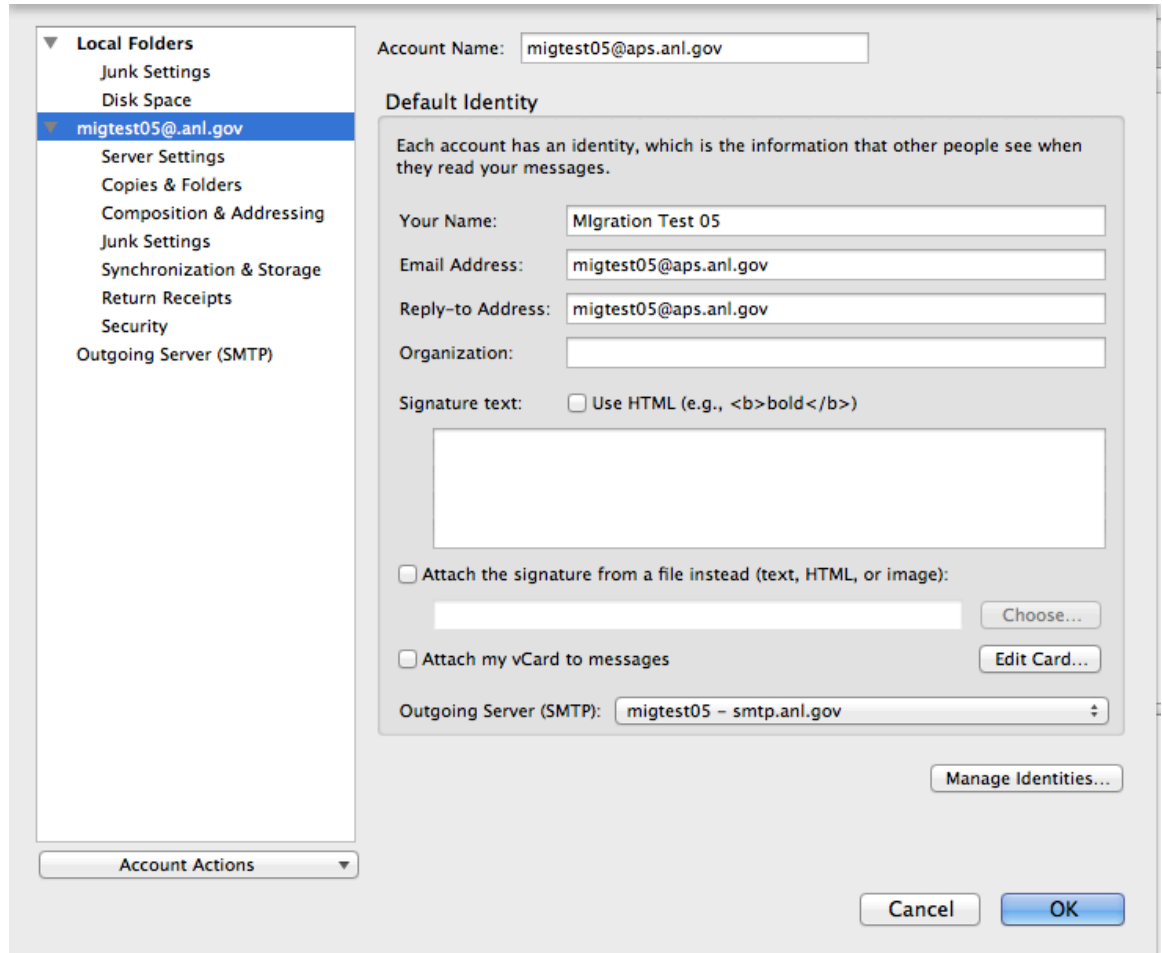 Local Folders
Junk Settings
Disk Space
migtest05@.anl.gov
Server Settings
Copies & Folders
Composition & Addressing
Junk Settings
Synchronization & Storage
Return Receipts
Security
Outgoing Server (SMTP)
Account Actions
Account Name: migtest05@aps.anl.gov
Default Identity
Each account has an identity, which is the information that other people see when
they read your messages.
Your Name: MIgration Test 05
Email Address: migtest05@aps.anl.gov
Reply-to Address: migtest05@aps.anl.gov
Organization:
Signature text: Use HTML (e.g., <b>bold</b>)
Attach the signature from a file instead (text, HTML, or image):
Choose...
Attach my vCard to messages Edit Card...
Outgoing Server (SMTP): migtest05 – smtp.anl.gov
Manage Identities...
Cancel OK